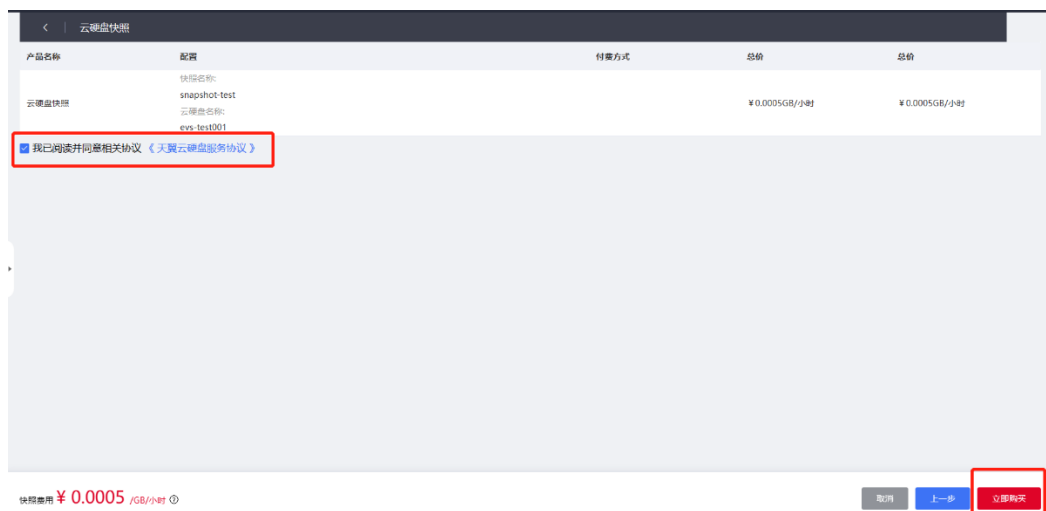 云硬盘快照
产品名称 配置 付费方式 总价 总价
快照名称:
snapshot-test
云硬盘快照 ¥0.0005GB/小时 ¥0.0005GB/小时
云硬盘名称:
evs-test001
我已阅读并同意相关协议《天翼云硬盘服务协议》
快照费用 ¥ 0.0005 /GB/小时
取消 上一步 立即购买